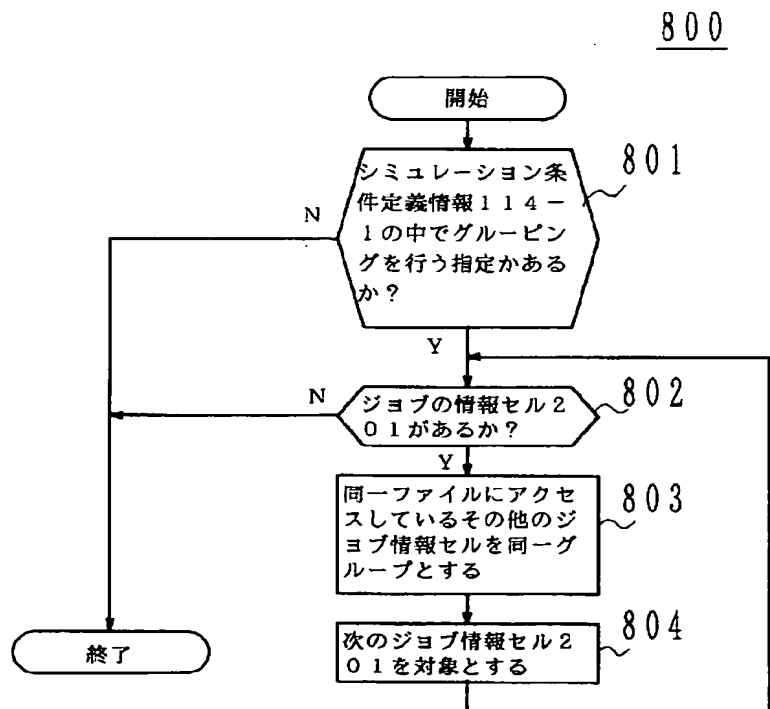 800
開始
シミュレーション条
件定義情報114-
1の中でグルーピン
グを行う指定かある
か？
801
N
Y
ジョブの情報セル2
01があるか？
802
N
Y
同一ファイルにアクセ
スしているその他のジ
ョブ情報セルを同一グ
ループとする
803
次のジョブ情報セル2
01を対象とする
804
終了